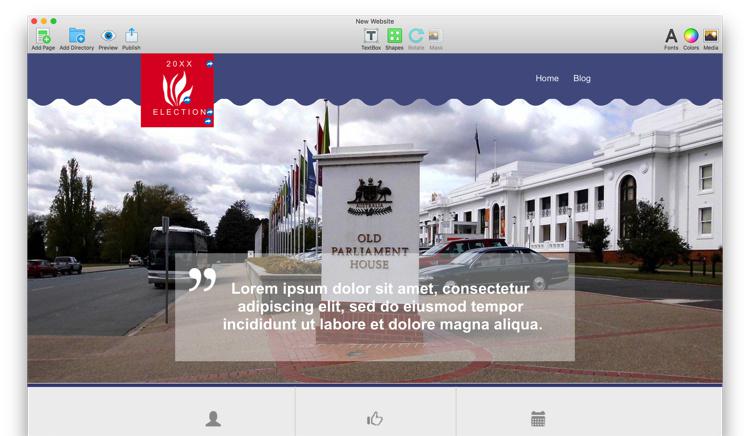 New Website
Add Page Add Directory Preview Publish TextBox Shapes Rotate Mask Fonts Colors Media
20XX
ELECTION
Home Blog
AUSTRALIA
OLD
PARLIAMENT
HOUSE
” Lorem ipsum dolor sit amet, consectetur
adipiscing elit, sed do eiusmod tempor
incididunt ut labore et dolore magna aliqua.